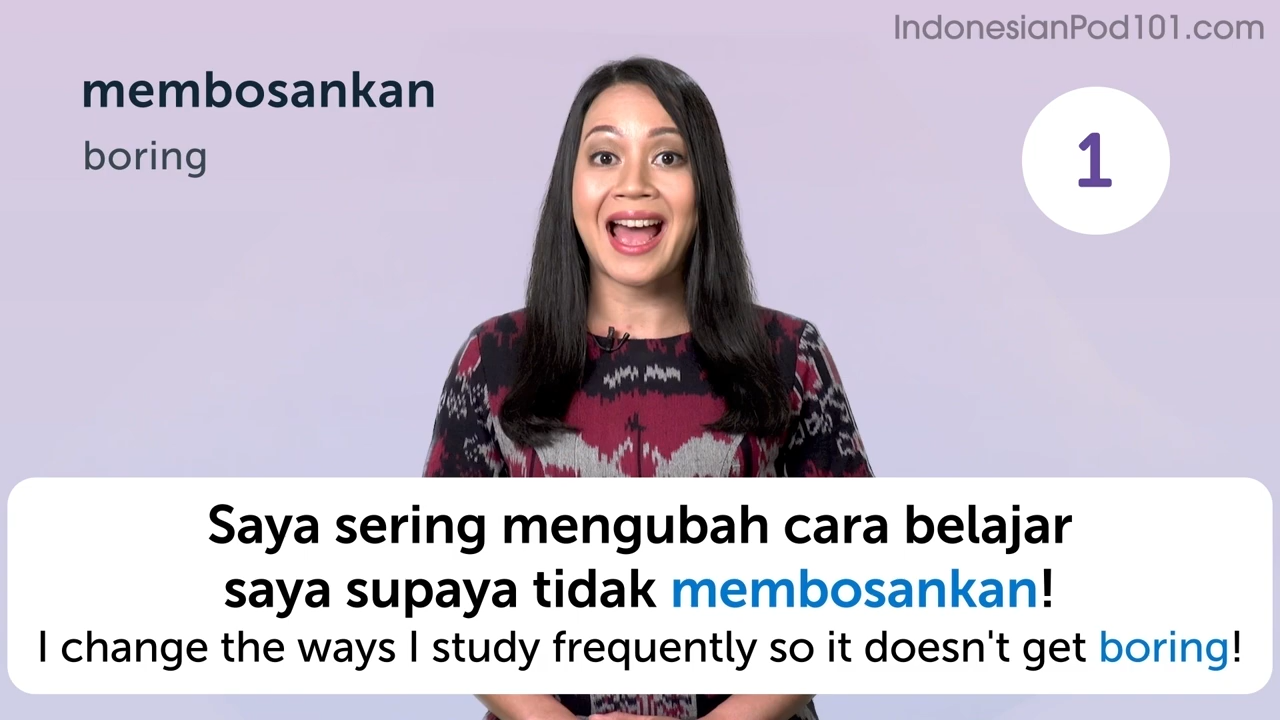 IndonesianPod101.com
membosankan
boring
1
Saya sering mengubah cara belajar
saya supaya tidak membosankan!
I change the ways I study frequently so it doesn't get boring!